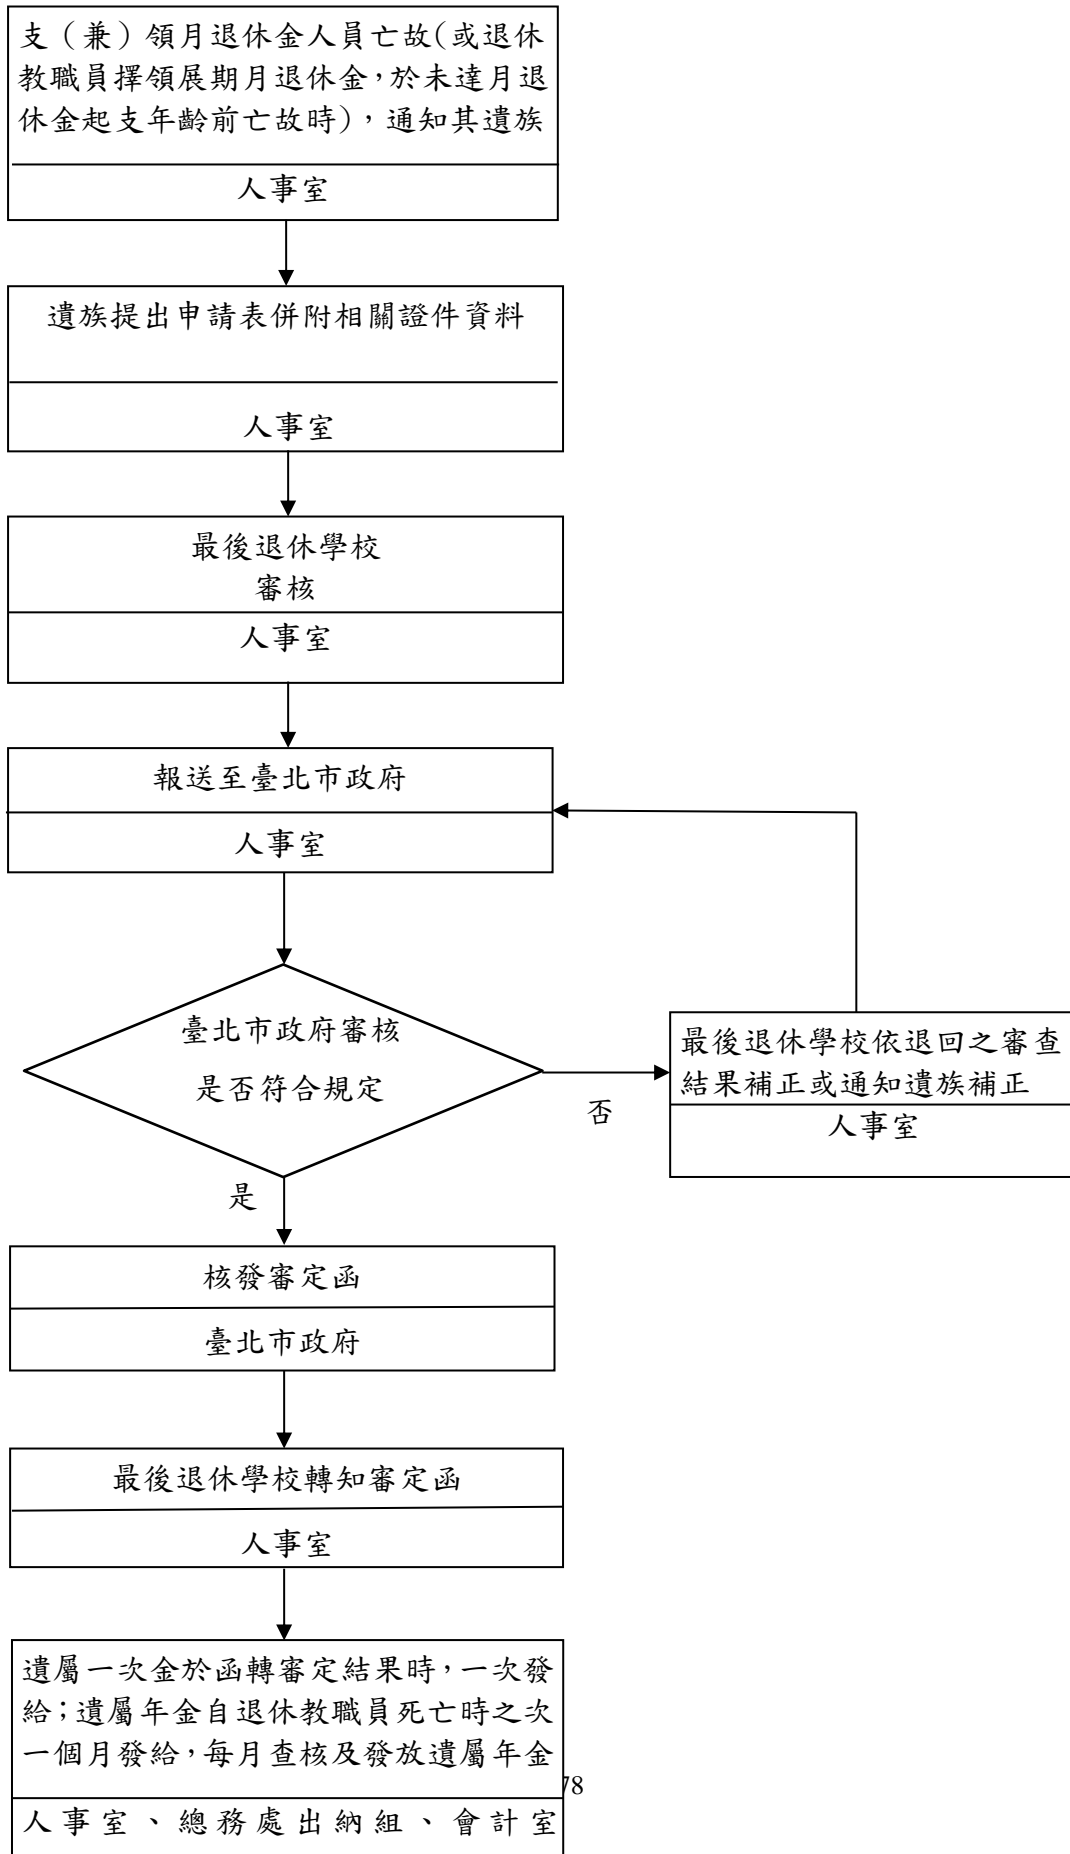 支（兼）領月退休金人員亡故(或退休
教職員擇領展期月退休金，於未達月退
休金起支年齡前亡故時)，通知其遺族
人事室
遺族提出申請表併附相關證件資料
人事室
最後退休學校
審核
人事室
報送至臺北市政府
人事室
臺北市政府審核
是否符合規定
否
最後退休學校依退回之審查
結果補正或通知遺族補正
人事室
是
核發審定函
臺北市政府
最後退休學校轉知審定函
人事室
遺屬一次金於函轉審定結果時，一次發
給；遺屬年金自退休教職員死亡時之次
一個月發給，每月查核及發放遺屬年金
78
人事室、總務處出納組、會計室